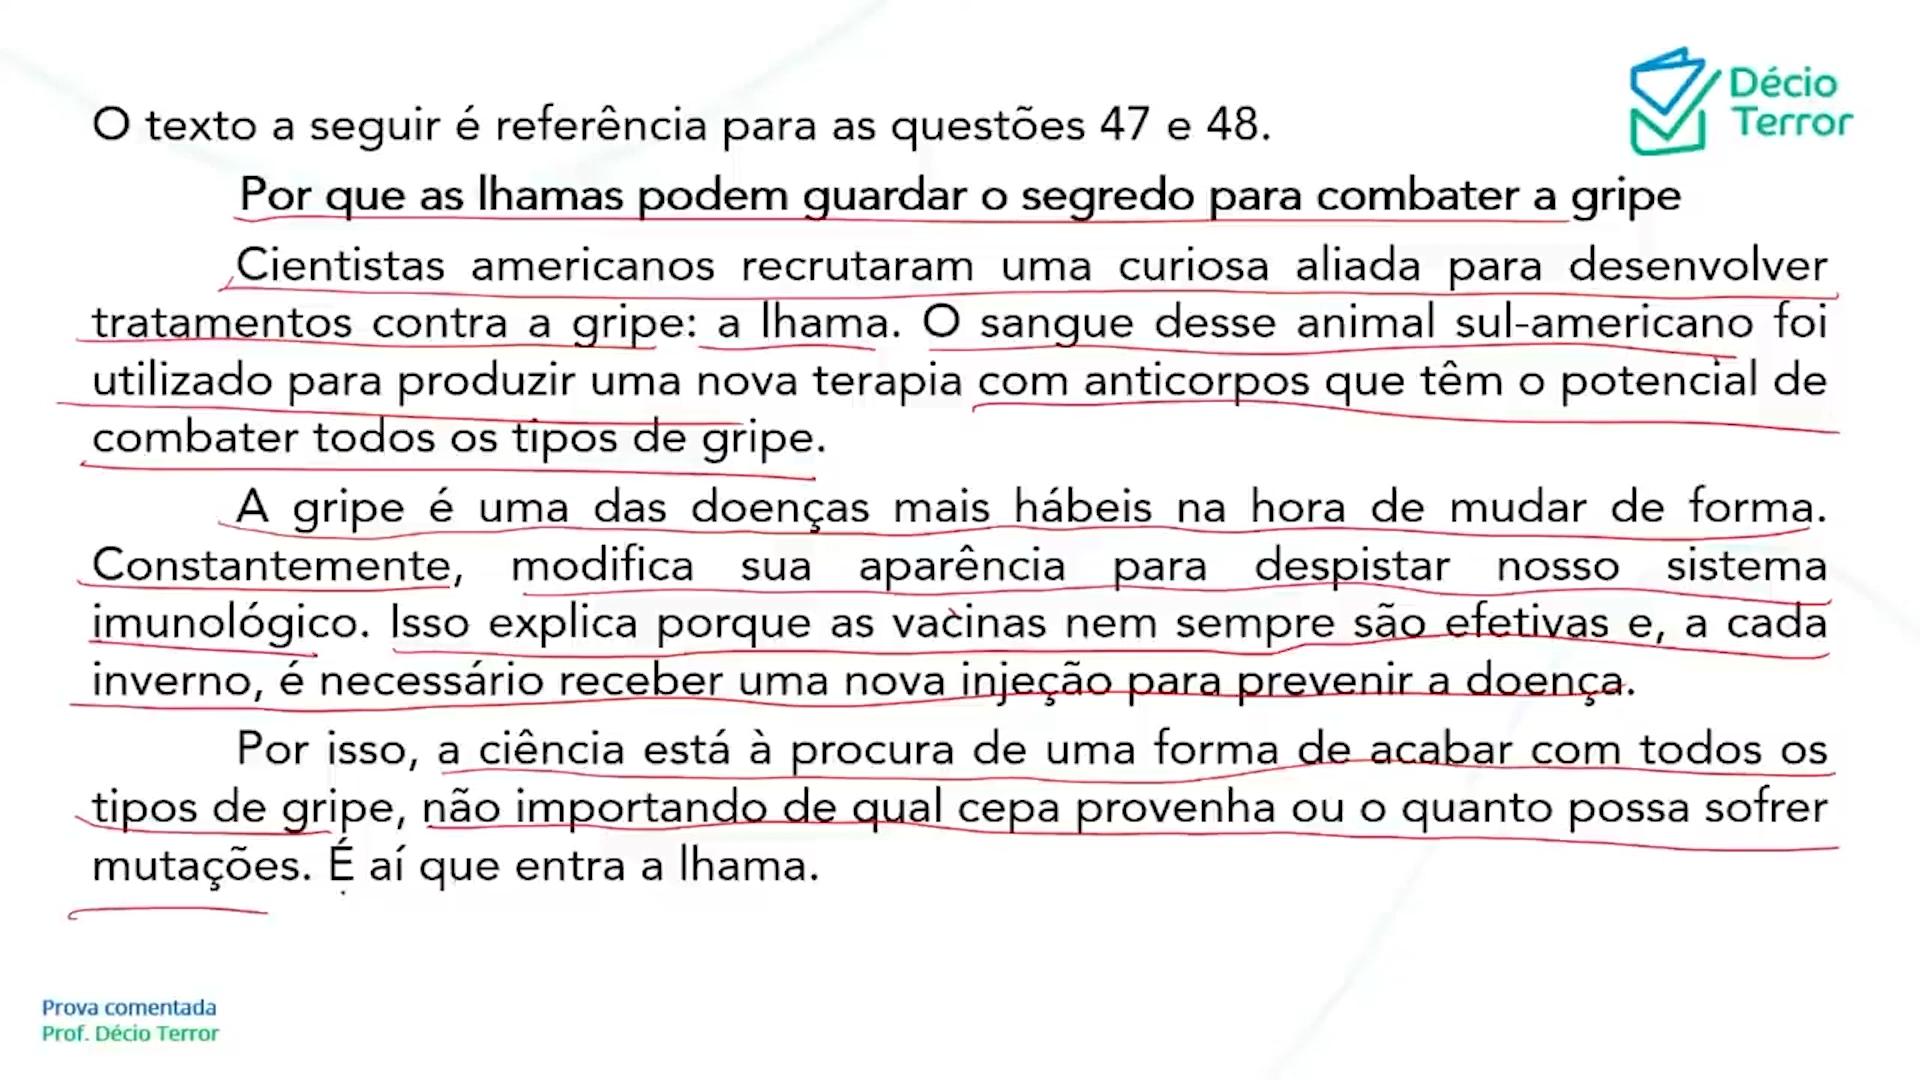 Décio
Terror
O texto a seguir é referência para as questões 47 e 48.
Por que as lhamas podem guardar o segredo para combater a gripe
Cientistas americanos recrutaram uma curiosa aliada para desenvolver
tratamentos contra a gripe: a lhama. O sangue desse animal sul-americano foi
utilizado para produzir uma nova terapia com anticorpos que têm o potencial de
combater todos os tipos de gripe.
A gripe é uma das doenças mais hábeis na hora de mudar de forma.
Constantemente, modifica sua aparência para despistar nosso sistema
imunológico. Isso explica porque as vacinas nem sempre são efetivas e, a cada
inverno, é necessário receber uma nova injeção para prevenir a doença.
Por isso, a ciência está à procura de uma forma de acabar com todos os
tipos de gripe, não importando de qual cepa provenha ou o quanto possa sofrer
mutações. É aí que entra a lhama.
Prova comentada
Prof. Décio Terror